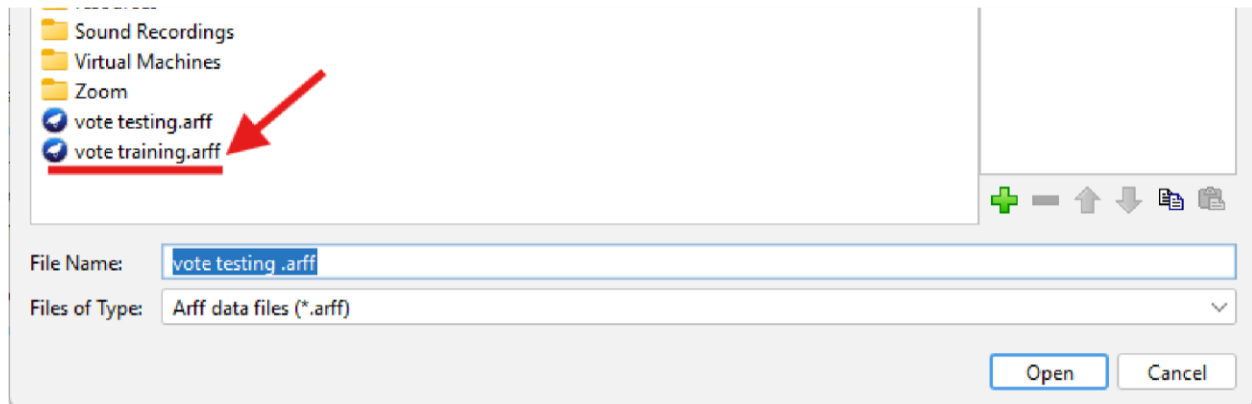 Sound Recordings
Virtual Machines
Zoom
vote testing.arff
vote training.arff
File Name: vote testing .arff
Files of Type: Arff data files (*.arff)
Open Cancel